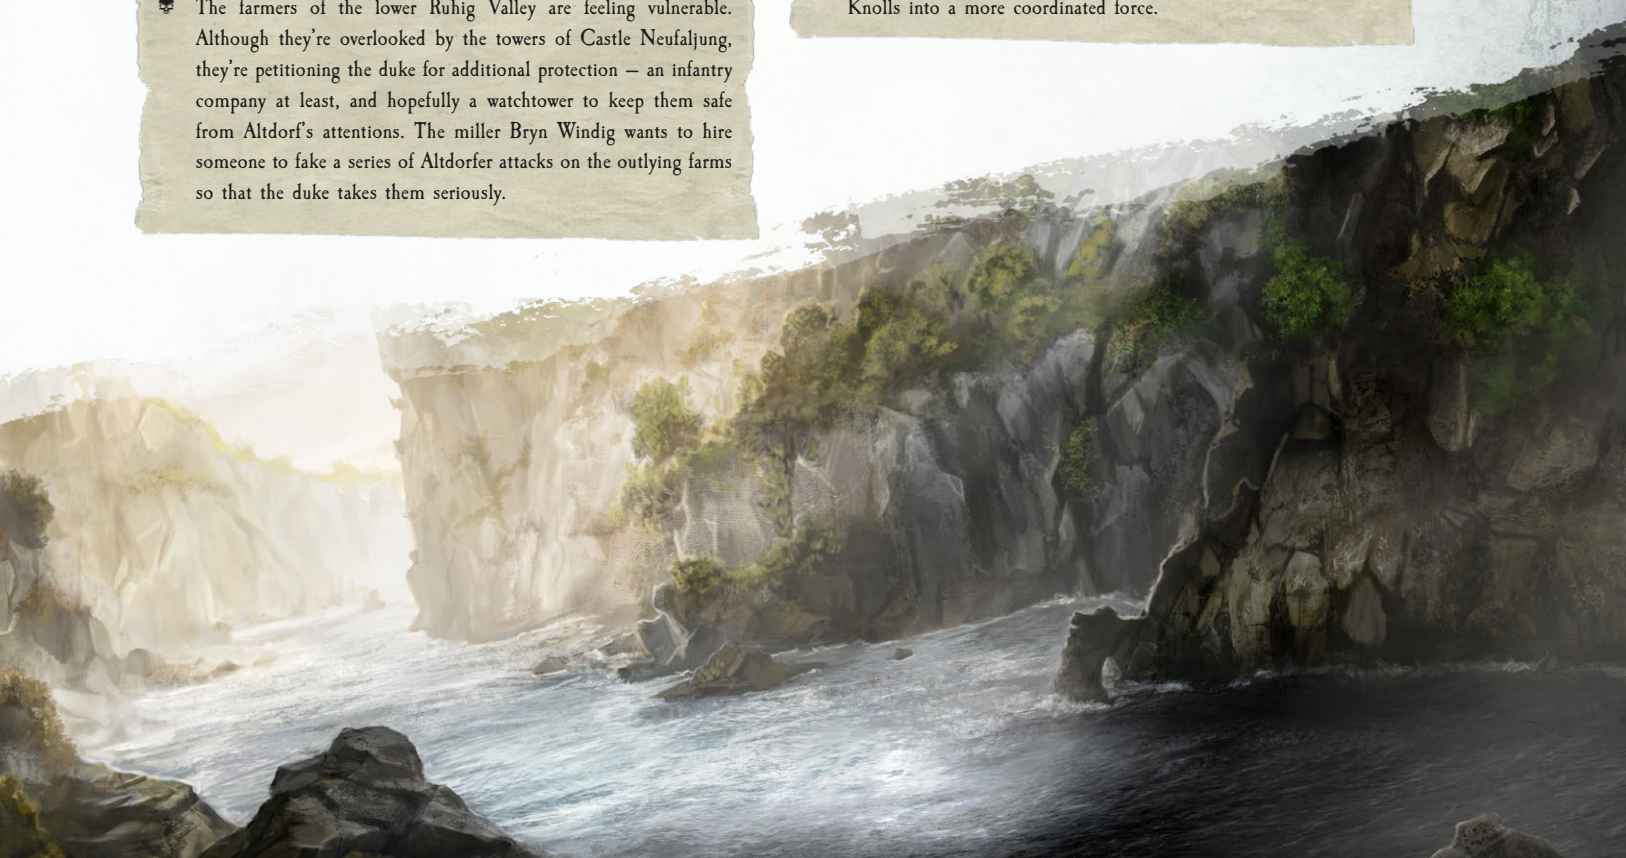 The farmers of the lower Ruhig Valley are feeling vulnerable.
Although they're overlooked by the towers of Castle Neufaljung,
they're petitioning the duke for additional protection — an infantry
company at least, and hopefully a watchtower to keep them safe
from Altdorf's attentions. The miller Bryn Windig wants to hire
someone to fake a series of Altdorfer attacks on the outlying farms
so that the duke takes them seriously.
Knolls into a more coordinated force.